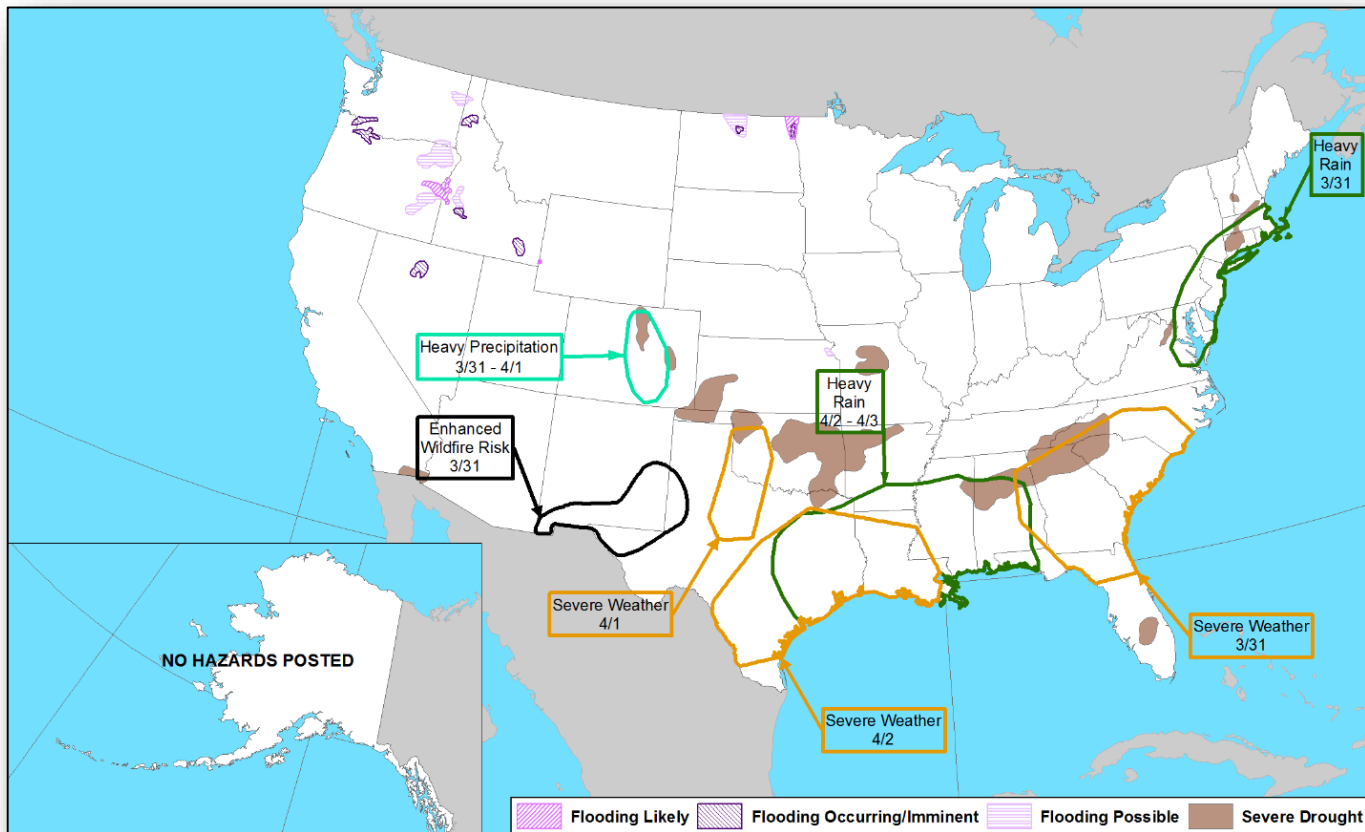 Heavy
Rain
3/31
Heavy Precipitation
3/31 - 4/1
Heavy
Rain
4/2 - 4/3
Enhanced
Wildfire Risk
3/31
Severe Weather
4/1
Severe Weather
3/31
NO HAZARDS POSTED
Severe Weather
4/2
Flooding Likely
Flooding Occurring/Imminent
Flooding Possible
Severe Drought